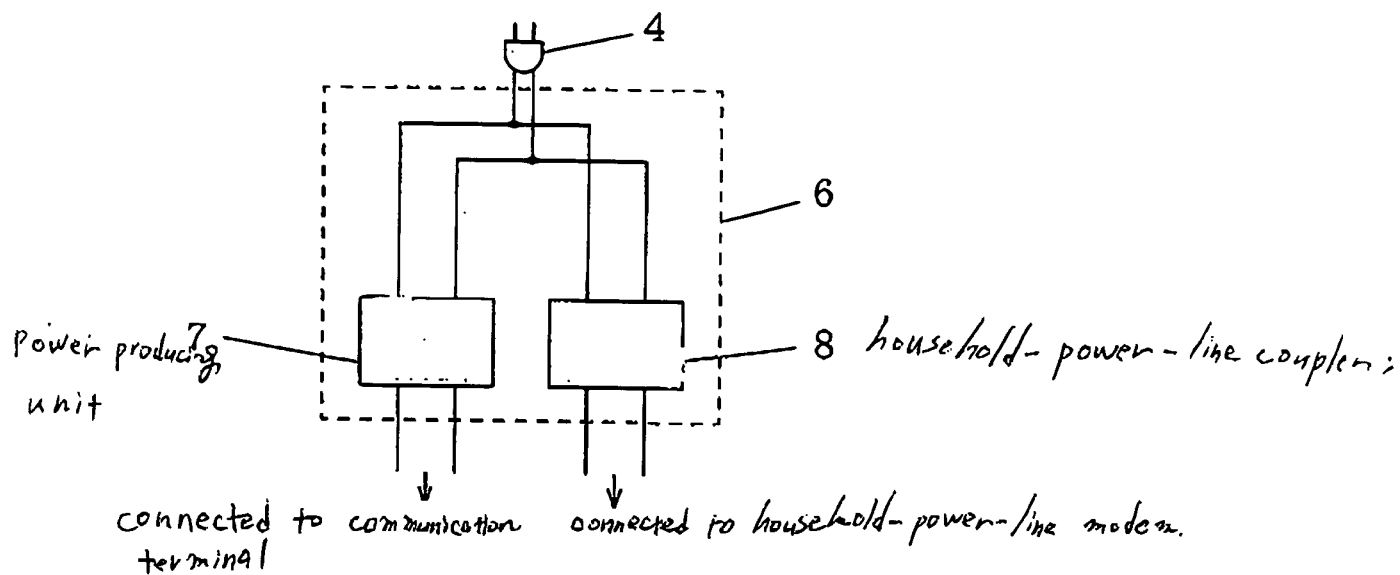 4
6
Power producing 7
unit
8 household-power-line coupler;
connected to communication
terminal
connected to household-power-line modem.